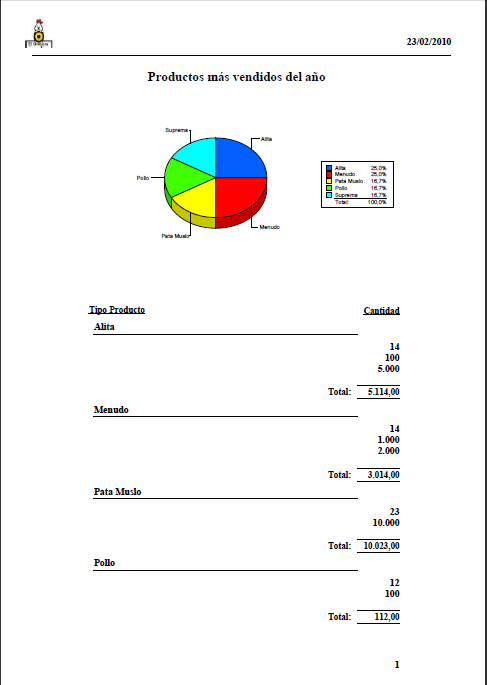 23/02/2010
Productos más vendidos del año
Suprema
Alita
Pollo
Menudo
Pata Muslo
Alita 25,0%
Menudo 25,0%
Pata Muslo 16,7%
Pollo 16,7%
Suprema 16,7%
Total: 100,0%
Tipo Producto Cantidad
Alita
14
100
5.000
Total: 5.114,00
Menudo
14
1.000
2.000
Total: 3.014,00
Pata Muslo
23
10.000
Total: 10.023,00
Pollo
12
100
Total: 112,00
1